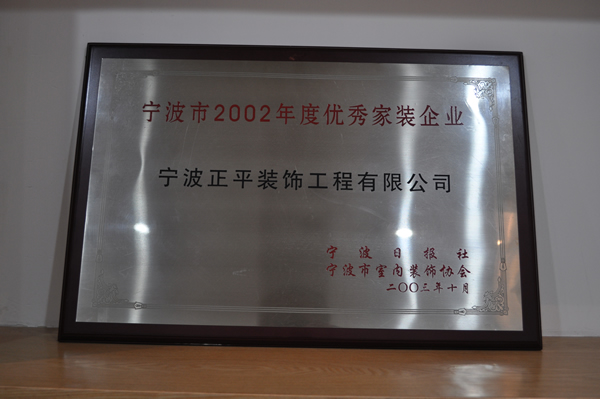 宁波市2002年度优秀家装企业
宁波正平装饰工程有限公司
宁波日报社
宁波市室内装饰协会
二〇〇三年十月